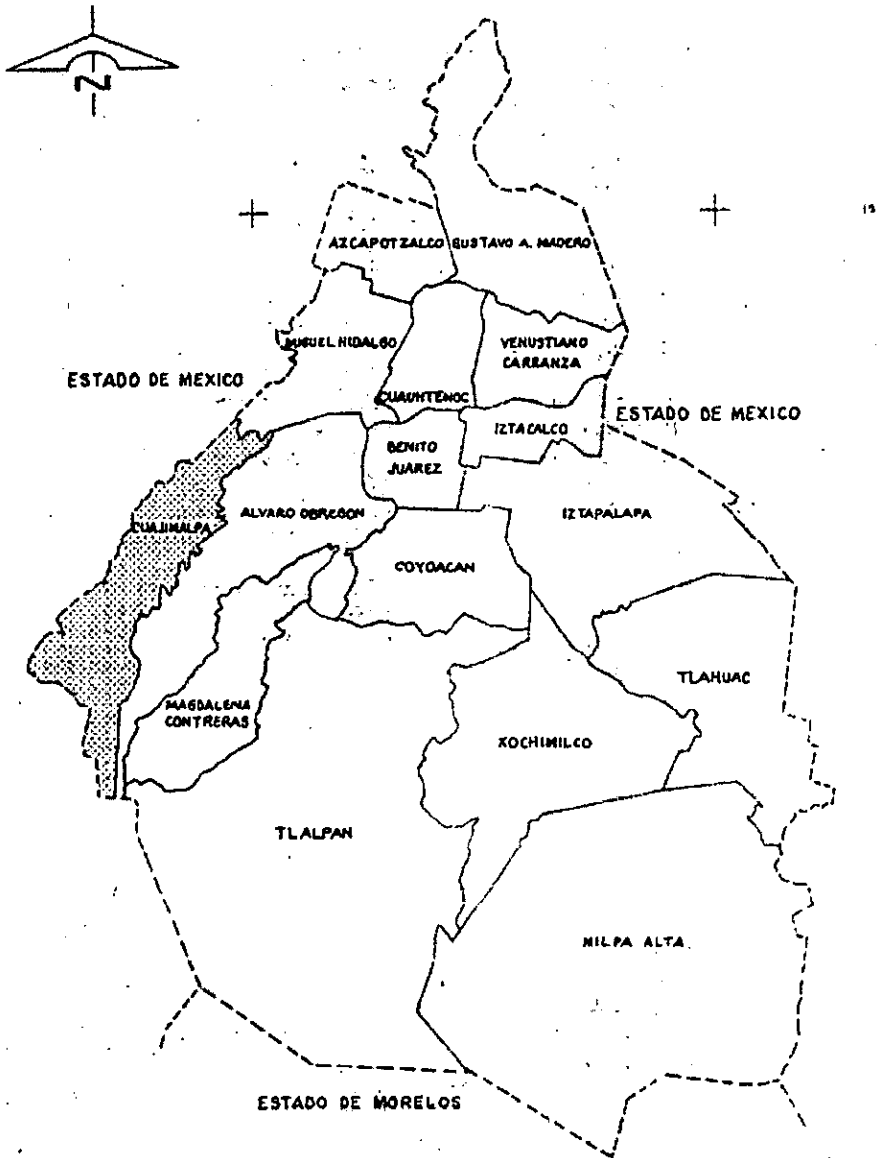 N
15
AZCAPOTZALCO
GUSTAVO A. MADERO
MIGUEL HIDALGO
VENUSTIANO
CARRANZA
ESTADO DE MEXICO
CUAUHTEMOC
ESTADO DE MEXICO
IZTACALCO
BENITO
JUAREZ
CUAJIMALPA
ALVARO OBREGON
IZTAPALAPA
COYOACAN
TLAHUAC
MAGDALENA
CONTRERAS
XOCHIMILCO
TLALPAN
MILPA ALTA
ESTADO DE MORELOS